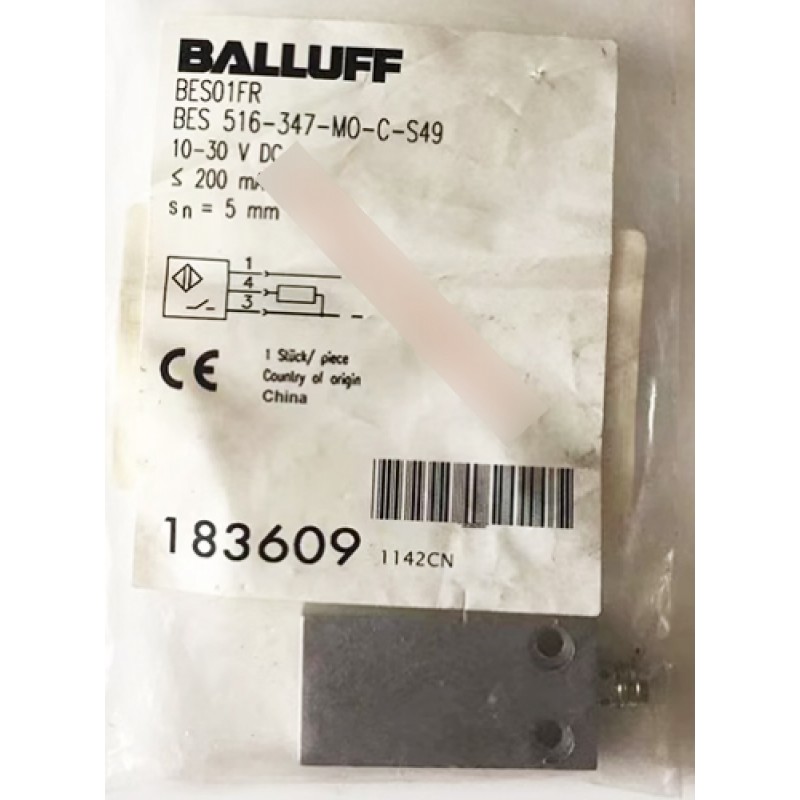 BALLUFF
BES01FR
BES 516-347-MO-C-S49
10-30 V DC
≤ 200 mA
sn = 5 mm
1
4
3
-
CE
1 Stück/ piece
Country of origin
China
183609
1142CN